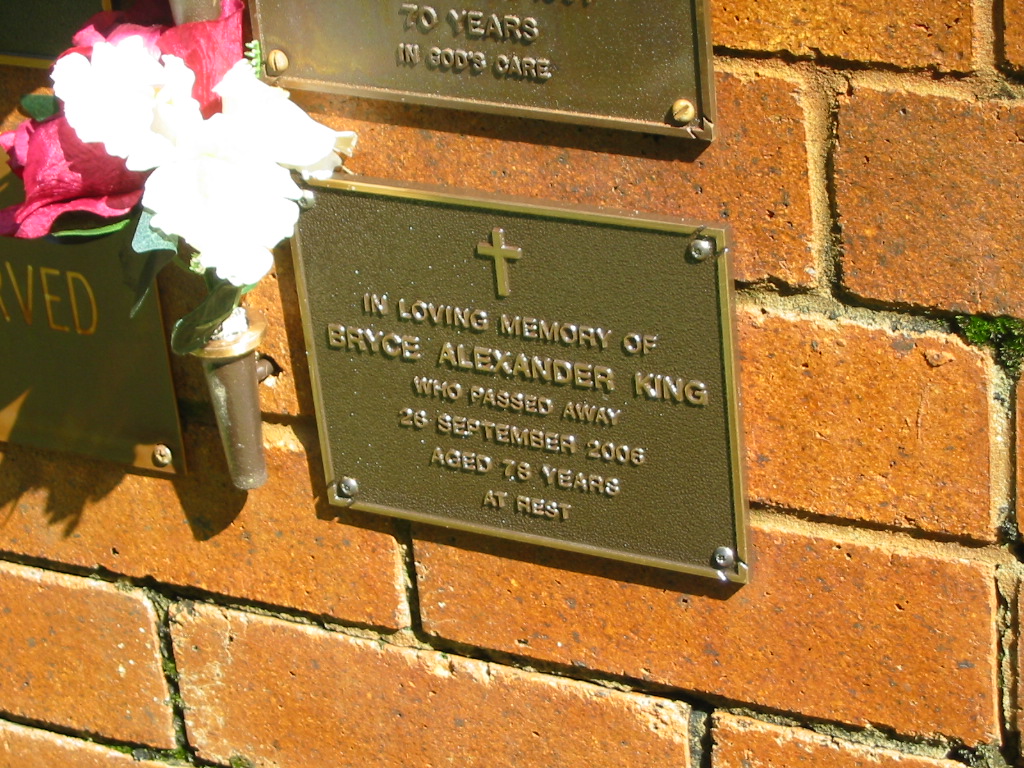 70 YEARS
IN GOD'S CARE
RVED
IN LOVING MEMORY OF
BRYCE ALEXANDER KING
WHO PASSED AWAY
26 SEPTEMBER 2006
AGED 78 YEARS
AT REST